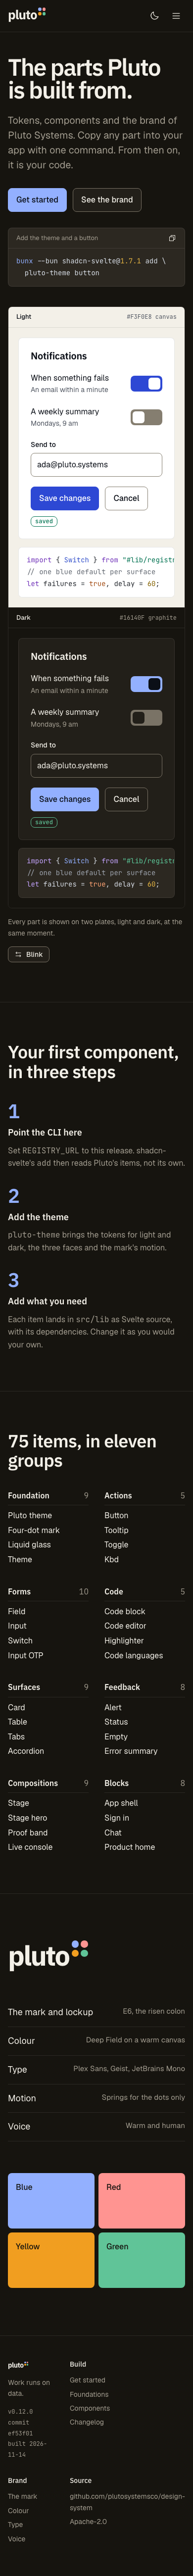 pluto
The parts Pluto
is built from.
Tokens, components and the brand of
Pluto Systems. Copy any part into your
app with one command. From then on,
it is your code.
Get started
See the brand
Add the theme and a button
bunx --bun shadcn-svelte@1.7.1 add \
pluto-theme button
Light
#F3F0E8 canvas
Notifications
When something fails
An email within a minute
A weekly summary
Mondays, 9 am
Send to
ada@pluto.systems
Save changes
Cancel
saved
import { Switch } from "#lib/registr
// one blue default per surface
let failures = true, delay = 60;
Dark
#16140F graphite
Notifications
When something fails
An email within a minute
A weekly summary
Mondays, 9 am
Send to
ada@pluto.systems
Save changes
Cancel
saved
import { Switch } from "#lib/registr
// one blue default per surface
let failures = true, delay = 60;
Every part is shown on two plates, light and dark, at the
same moment.
Blink
Your first component,
in three steps
1
Point the CLI here
Set REGISTRY_URL to this release. shadcn-
svelte's add then reads Pluto's items, not its own.
2
Add the theme
pluto-theme brings the tokens for light and
dark, the three faces and the mark's motion.
3
Add what you need
Each item lands in src/lib as Svelte source,
with its dependencies. Change it as you would
your own.
75 items, in eleven
groups
Foundation 9
Pluto theme
Four-dot mark
Liquid glass
Theme
Actions 5
Button
Tooltip
Toggle
Kbd
Forms 10
Field
Input
Switch
Input OTP
Code 5
Code block
Code editor
Highlighter
Code languages
Surfaces 9
Card
Table
Tabs
Accordion
Feedback 8
Alert
Status
Empty
Error summary
Compositions 9
Stage
Stage hero
Proof band
Live console
Blocks 8
App shell
Sign in
Chat
Product home
pluto
The mark and lockup E6, the risen colon
Colour Deep Field on a warm canvas
Type Plex Sans, Geist, JetBrains Mono
Motion Springs for the dots only
Voice Warm and human
Blue
Red
Yellow
Green
pluto
Work runs on
data.
v0.12.0
commit
ef53f01
built 2026-
11-14
Build
Get started
Foundations
Components
Changelog
Brand
The mark
Colour
Type
Voice
Source
github.com/plutosystemsco/design-
system
Apache-2.0